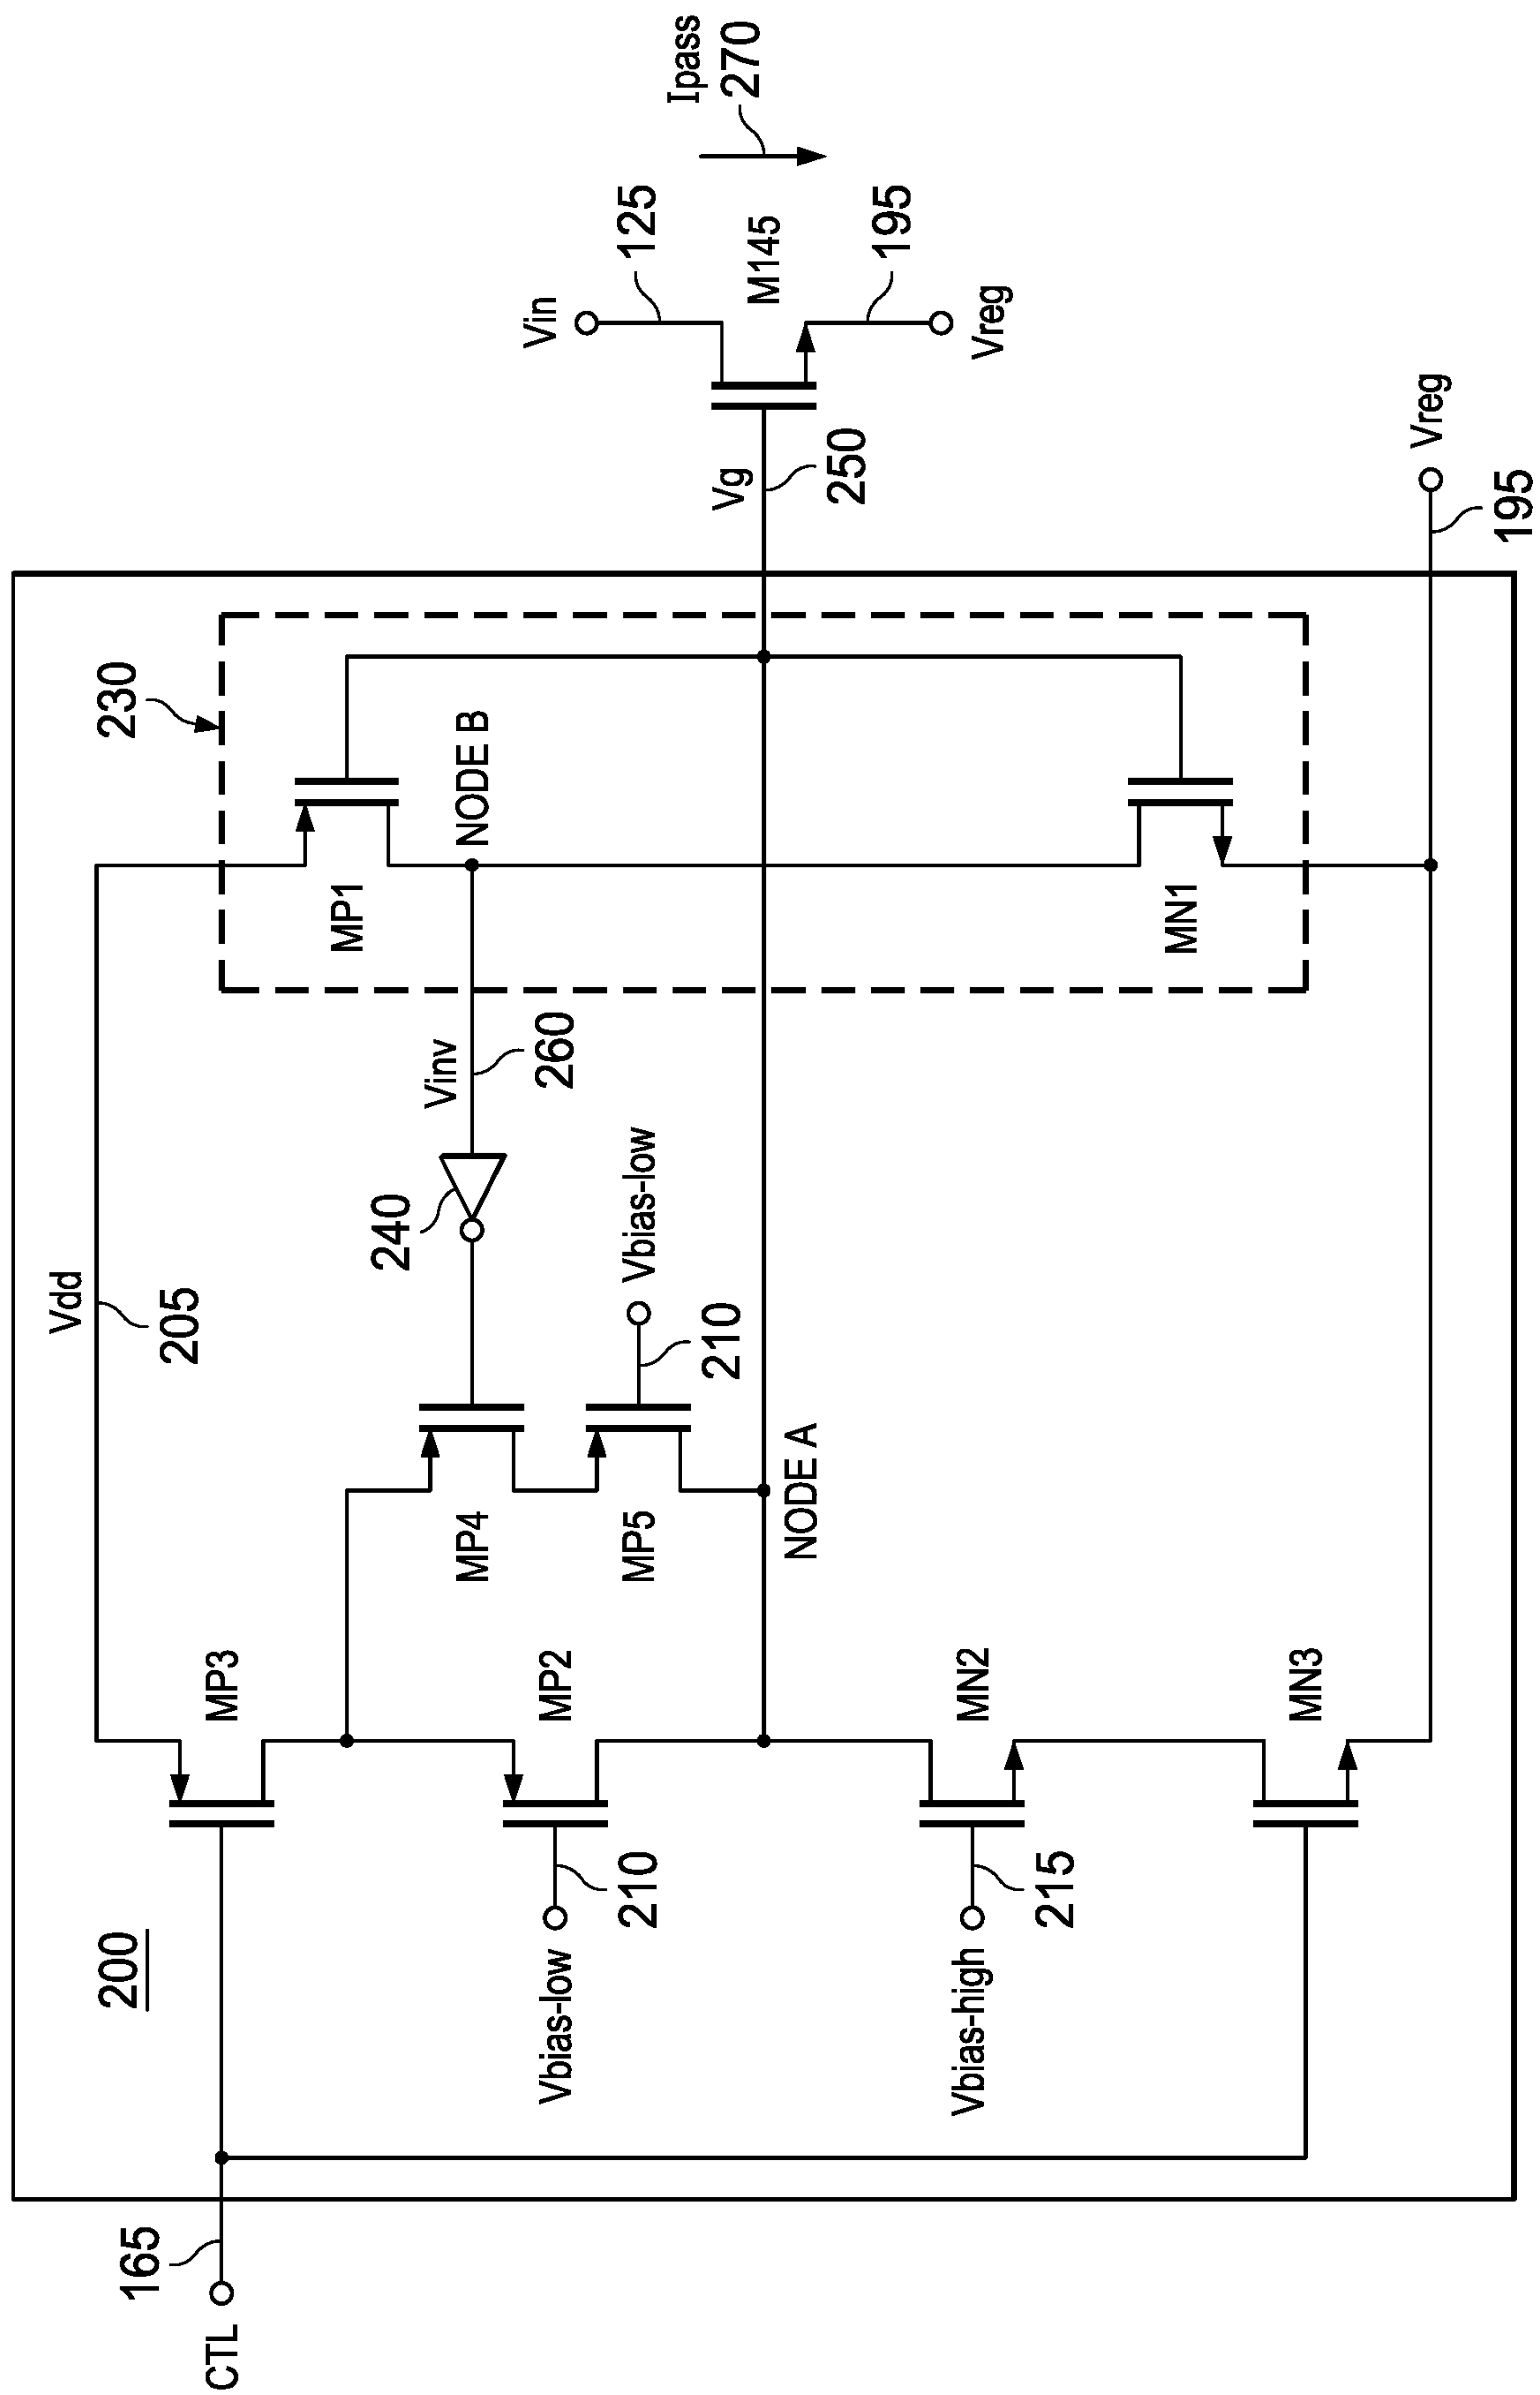 200
Vdd
205
230
CTL
165
MP3
MP2
Vbias-low
210
MP4
MP5
240
Vinv
260
Vbias-low
210
MP1
NODE B
Vin
125
Ipass
270
M145
195
Vreg
Vg
250
NODE A
MN2
Vbias-high
215
MN3
MN1
Vreg
195